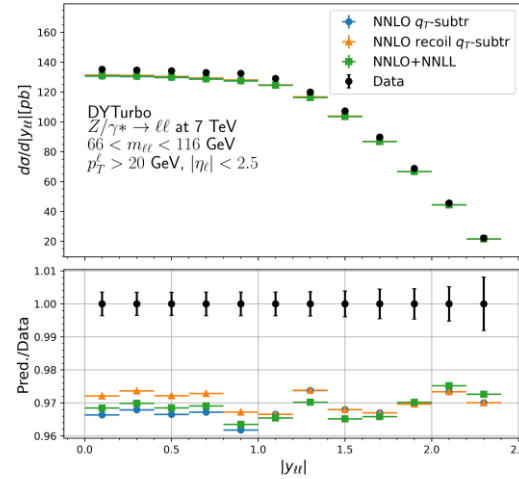 NNLO qT-subtr
NNLO recoil qT-subtr
NNLO+NNLL
Data
dσ/d|yℓℓ|[pb]
160
140
120
100
80
60
40
20
DYTurbo
Z/γ* → ℓℓ at 7 TeV
66 < mℓℓ < 116 GeV
pTℓ > 20 GeV, |ηℓ| < 2.5
Pred./Data
1.01
1.00
0.99
0.98
0.97
0.96
0.0 0.5 1.0 1.5 2.0 2.5
|yℓℓ|